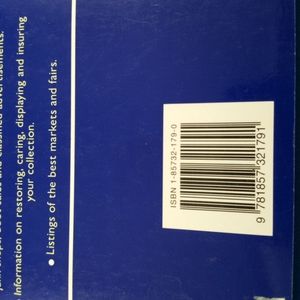 and classified advertisements.
Information on restoring, caring, displaying and insuring
your collection.
● Listings of the best markets and fairs.
ISBN 1-85732-179-0
9 781857 321791